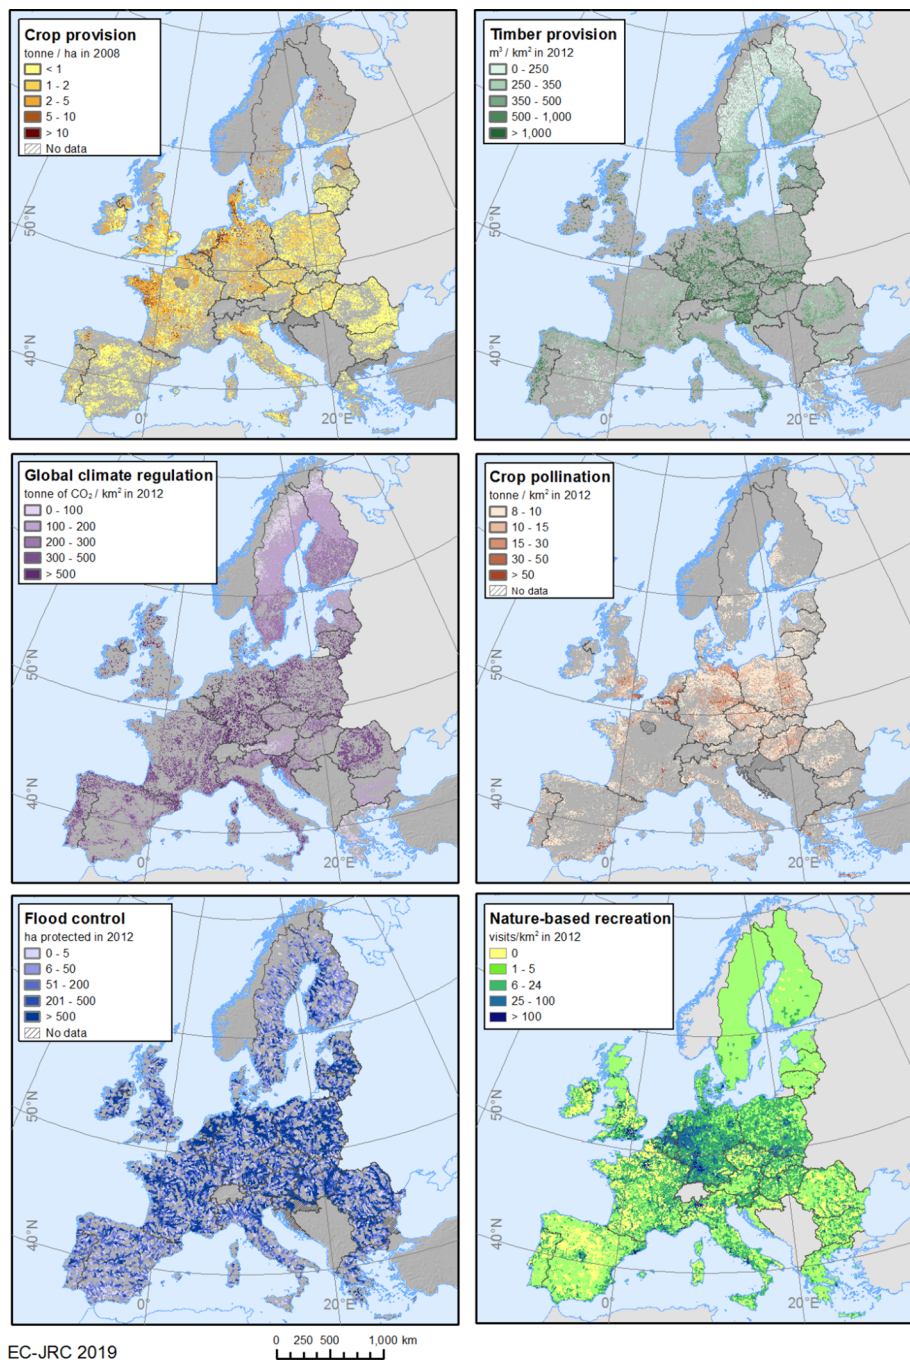 Crop provision
tonne / ha in 2008
< 1
1 - 2
2 - 5
5 - 10
> 10
No data
50°N
40°N
0°
20°E
Timber provision
m³ / km² in 2012
0 - 250
250 - 350
350 - 500
500 - 1,000
> 1,000
50°N
40°N
0°
20°E
Global climate regulation
tonne of CO₂ / km² in 2012
0 - 100
100 - 200
200 - 300
300 - 500
> 500
50°N
40°N
0°
20°E
Crop pollination
tonne / km² in 2012
8 - 10
10 - 15
15 - 30
30 - 50
> 50
No data
50°N
40°N
0°
20°E
Flood control
ha protected in 2012
0 - 5
6 - 50
51 - 200
201 - 500
>500
No data
50°N
40°N
0°
20°E
Nature-based recreation
visits/km² in 2012
0
1 - 5
6 - 24
25 - 100
> 100
50°N
40°N
0°
20°E
EC-JRC 2019
0 250 500 1,000 km